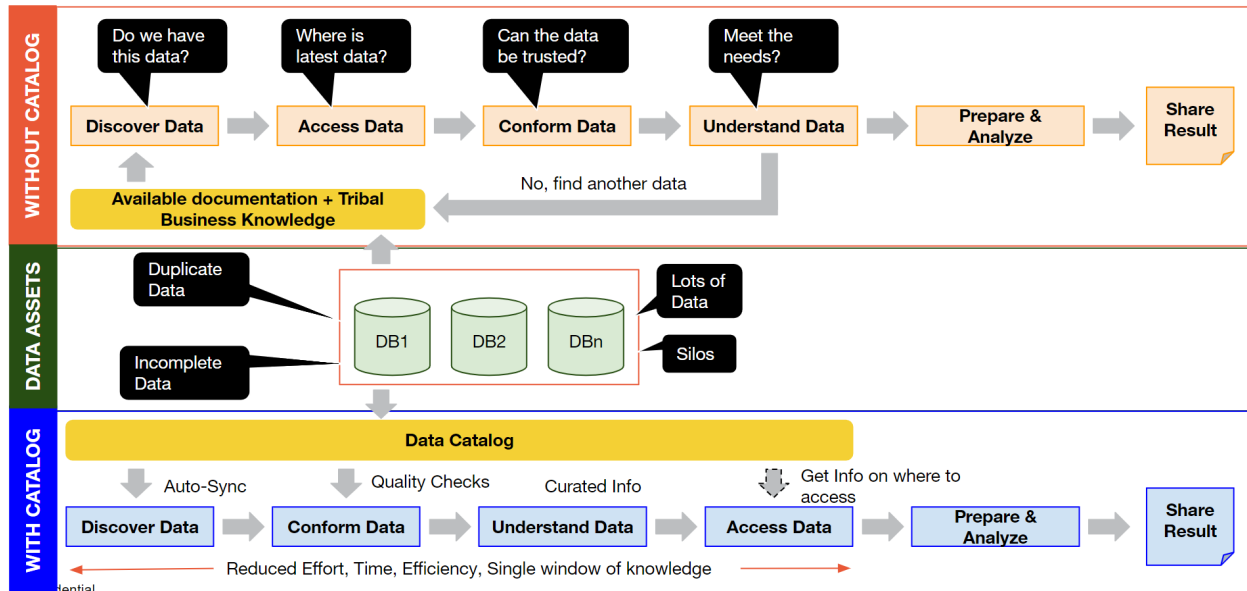 WITHOUT CATALOG
Do we have
this data?
Where is
latest data?
Can the data
be trusted?
Meet the
needs?
Discover Data
Access Data
Conform Data
Understand Data
Prepare &
Analyze
Share
Result
No, find another data
Available documentation + Tribal
Business Knowledge
DATA ASSETS
Duplicate
Data
Lots of
Data
DB1
DB2
DBn
Incomplete
Data
Silos
WITH CATALOG
Data Catalog
Auto-Sync
Quality Checks
Curated Info
Get Info on where to
access
Discover Data
Conform Data
Understand Data
Access Data
Prepare &
Analyze
Share
Result
Reduced Effort, Time, Efficiency, Single window of knowledge